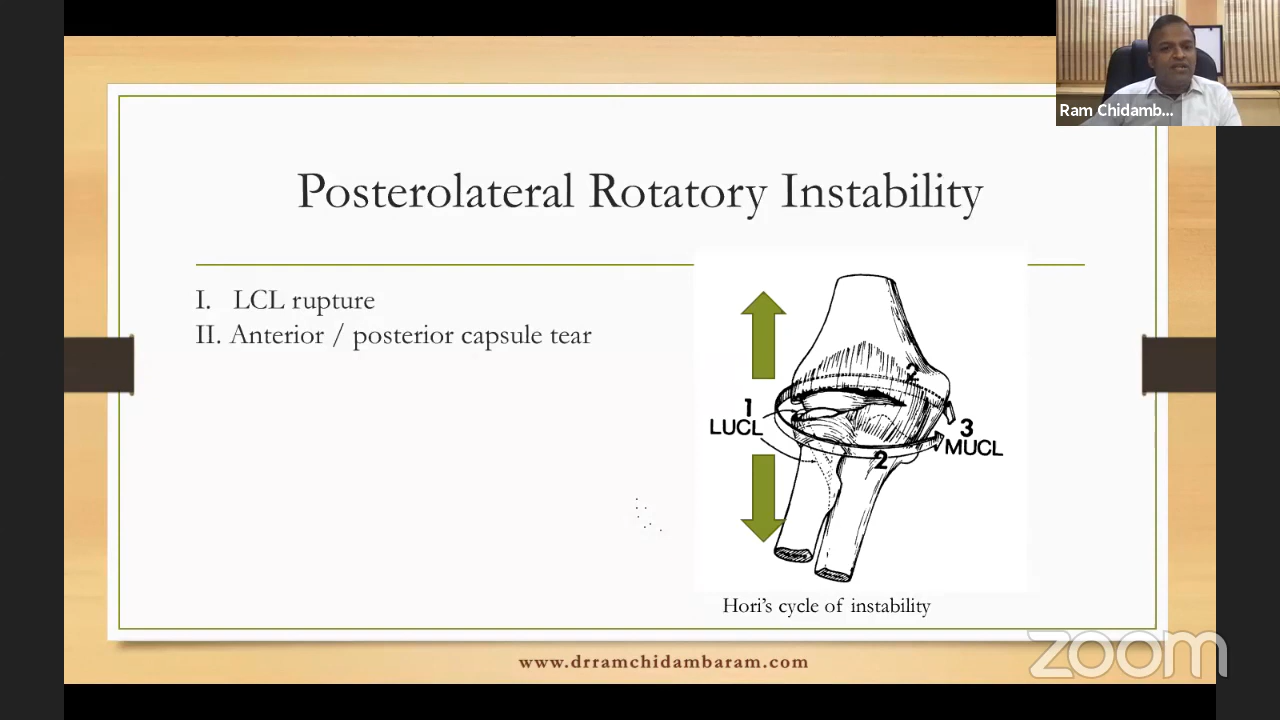 Ram Chidamb...
Posterolateral Rotatory Instability
I. LCL rupture
II. Anterior / posterior capsule tear
2
1
LUCL
3
MUCL
2
Hori's cycle of instability
zoom
www.drramchidambaram.com